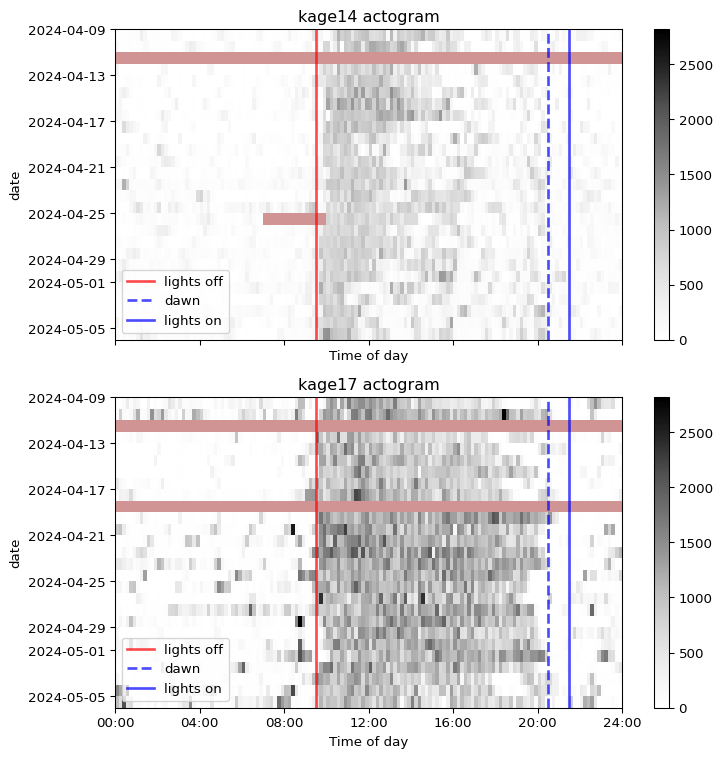 kage14 actogram
2024-04-09
2024-04-13
2024-04-17
2024-04-21
2024-04-25
2024-04-29
2024-05-01
2024-05-05
date
lights off
dawn
lights on
Time of day
2500
2000
1500
1000
500
0
kage17 actogram
2024-04-09
2024-04-13
2024-04-17
2024-04-21
2024-04-25
2024-04-29
2024-05-01
2024-05-05
date
lights off
dawn
lights on
00:00 04:00 08:00 12:00 16:00 20:00 24:00
Time of day
2500
2000
1500
1000
500
0